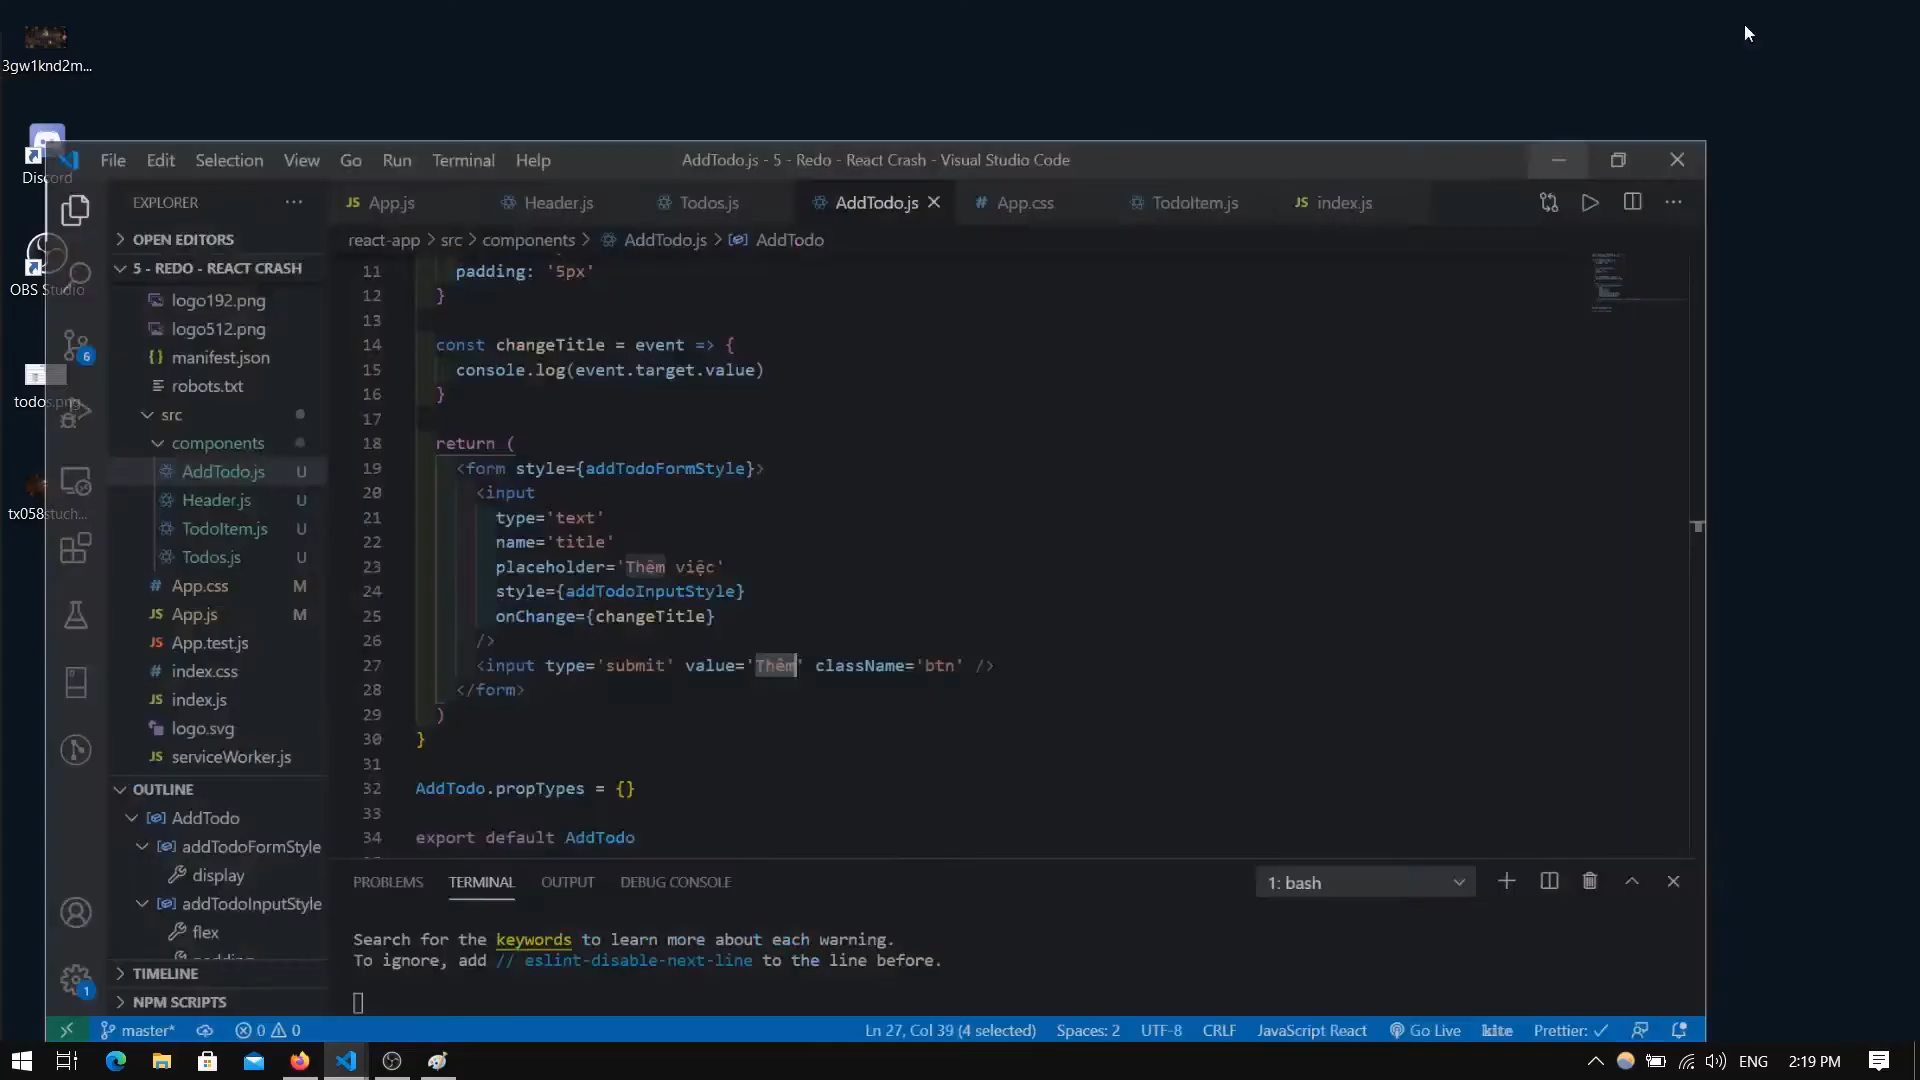 3gw1knd2m...
Discord
OBS Studio
todos.png
File Edit Selection View Go Run Terminal Help
AddTodo.js - 5 - Redo - React Crash - Visual Studio Code
EXPLORER
OPEN EDITORS
5 - REDO - REACT CRASH
logo192.png
logo512.png
{} manifest.json
robots.txt
src
components
AddTodo.js U
Header.js U
TodoItem.js U
Todos.js U
# App.css M
JS App.js M
JS App.test.js
# index.css
JS index.js
logo.svg
JS serviceWorker.js
OUTLINE
AddTodo
addTodoFormStyle
display
addTodoInputStyle
flex
TIMELINE
NPM SCRIPTS
6
1
JS App.js
Header.js
Todos.js
AddTodo.js
# App.css
TodoItem.js
JS index.js
react-app > src > components > AddTodo.js > AddTodo
11 padding: '5px'
12 }
13
14 const changeTitle = event => {
15 console.log(event.target.value)
16 }
17
18 return (
19 <form style={addTodoFormStyle}>
20 <input
21 type='text'
22 name='title'
23 placeholder='Thêm việc'
24 style={addTodoInputStyle}
25 onChange={changeTitle}
26 />
27 <input type='submit' value='Thêm' className='btn' />
28 </form>
29 )
30 }
31
32 AddTodo.propTypes = {}
33
34 export default AddTodo
PROBLEMS TERMINAL OUTPUT DEBUG CONSOLE
1: bash
Search for the keywords to learn more about each warning.
To ignore, add // eslint-disable-next-line to the line before.
master* 0 0
Ln 27, Col 39 (4 selected) Spaces: 2 UTF-8 CRLF JavaScript React Go Live kite Prettier: ✓
ENG 2:19 PM